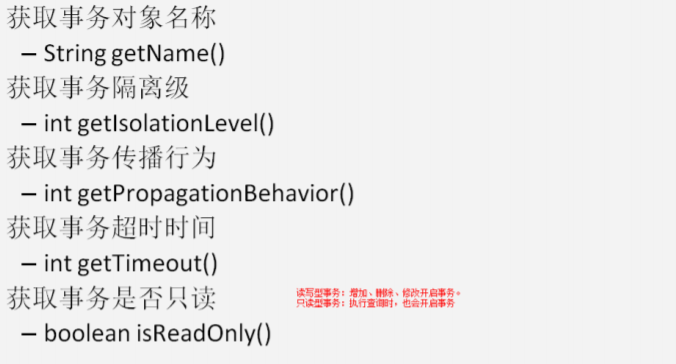 获取事务对象名称
– String getName()
获取事务隔离级
– int getIsolationLevel()
获取事务传播行为
– int getPropagationBehavior()
获取事务超时时间
– int getTimeout()
获取事务是否只读
读写型事务：增加、删除、修改开启事务。
只读型事务：执行查询时，也会开启事务
– boolean isReadOnly()